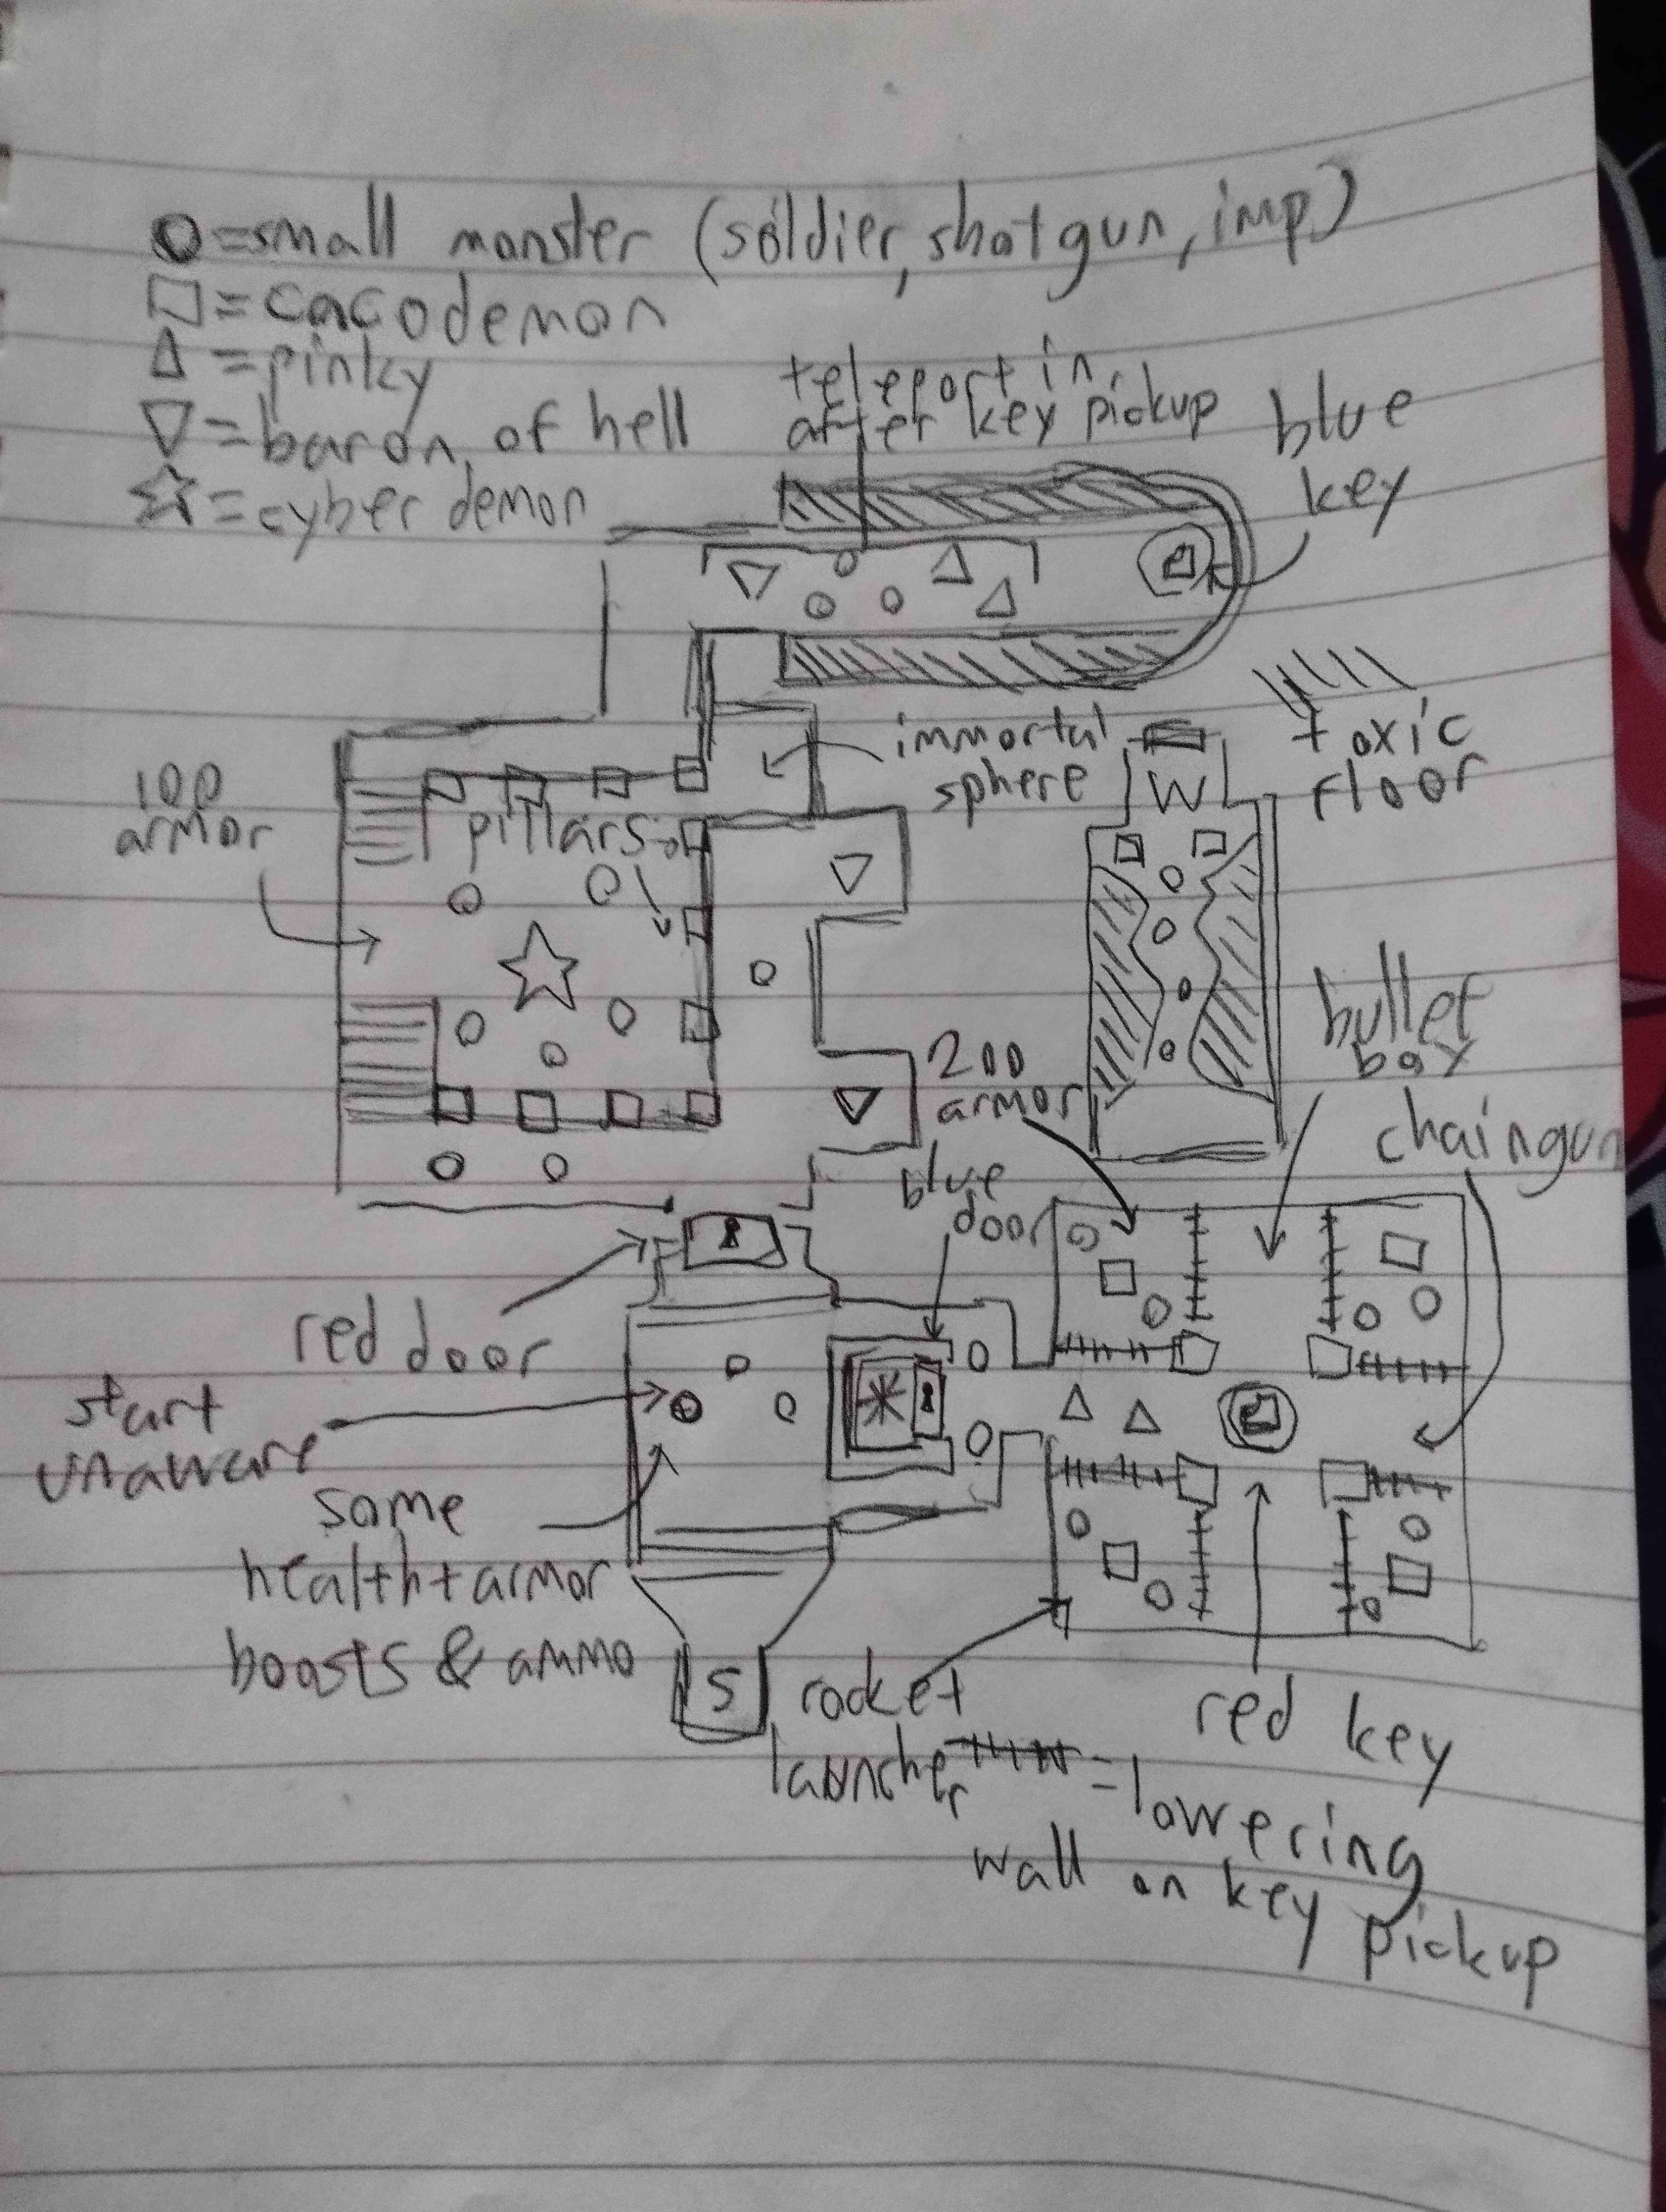 O=small monster (soldier, shotgun, imp)
□=cacodemon
△=pinky
▽=baron of hell
☆=cyber demon
teleport in
after key pickup
blue
key
immortal
sphere
toxic
floor
W
100
armor
pillars
200
armor
bullet
box
chaingun
blue
door
red door
start
unaware
some
health+armor
boosts & ammo
S
rocket
launcher
red key
=lowering
wall on key pickup